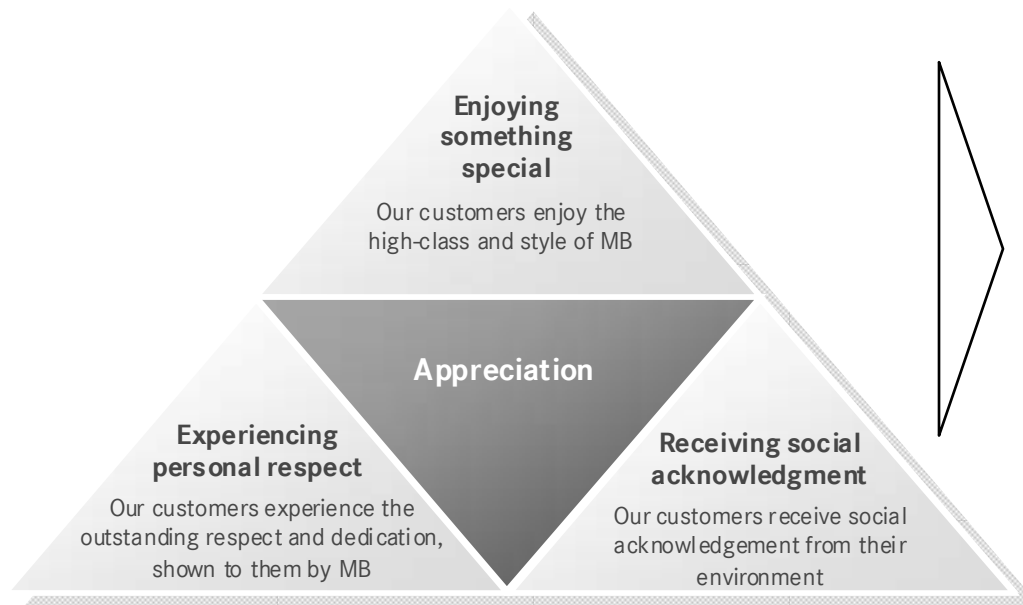 Enjoying
something
special
Our customers enjoy the
high-class and style of MB
Appreciation
Experiencing
personal respect
Our customers experience the
outstanding respect and dedication,
shown to them by MB
Receiving social
acknowledgment
Our customers receive social
acknowledgement from their
environment